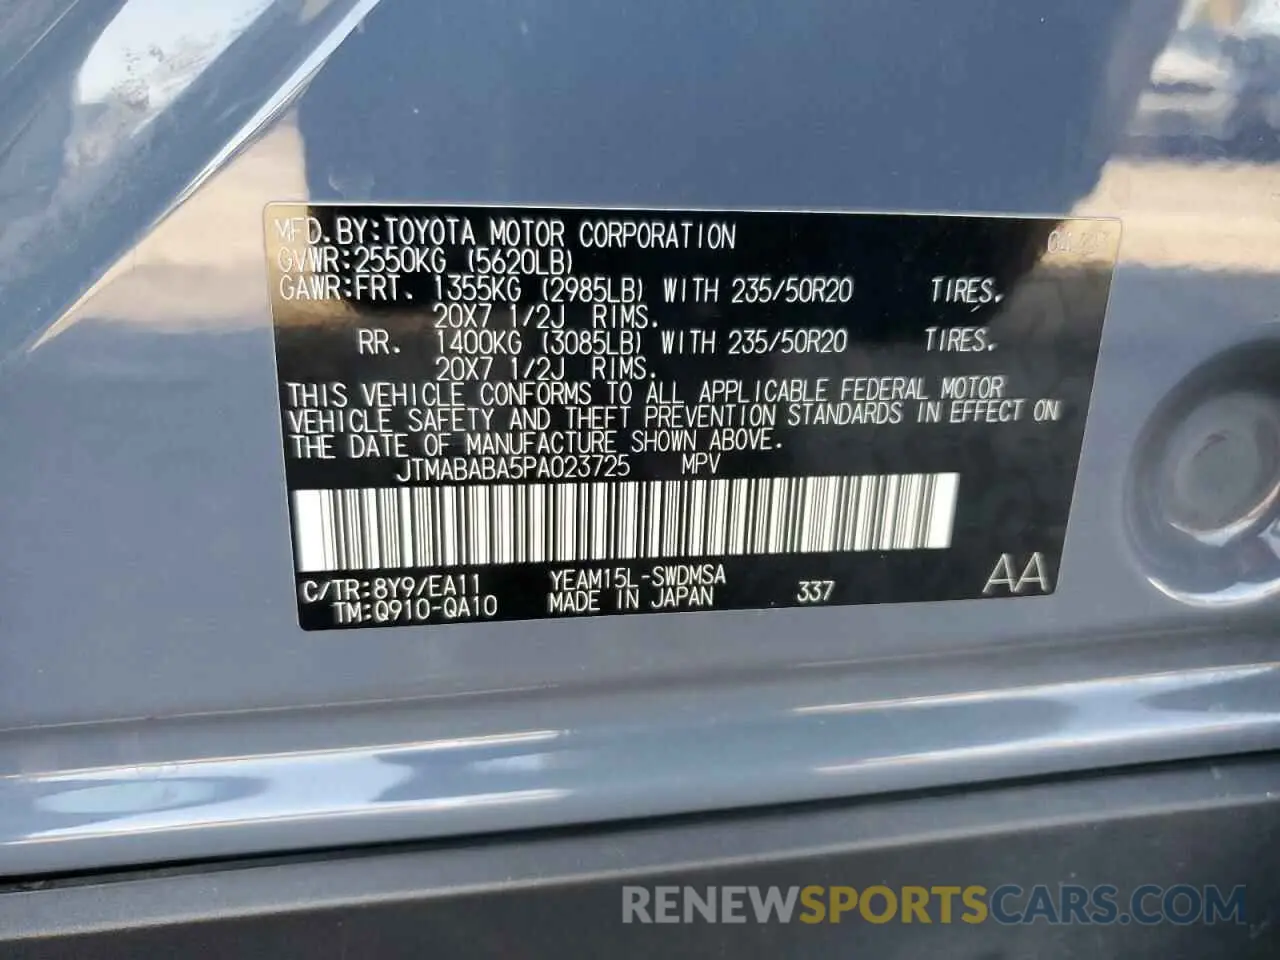 MFD. BY: TOYOTA MOTOR CORPORATION
GVWR: 2550KG (5620LB)
GAWR: FRT. 1355KG (2985LB) WITH 235/50R20 TIRES.
20X7 1/2J RIMS.
RR. 1400KG (3085LB) WITH 235/50R20 TIRES.
20X7 1/2J RIMS.
THIS VEHICLE CONFORMS TO ALL APPLICABLE FEDERAL MOTOR
VEHICLE SAFETY AND THEFT PREVENTION STANDARDS IN EFFECT ON
THE DATE OF MANUFACTURE SHOWN ABOVE.
JTMABABA5PA023725 MPV
C/TR: 8Y9/EA11 YEAM15L-SWDMSA
TM: Q910-QA10 MADE IN JAPAN 337 AA
RENEWSPORTSCARS.COM